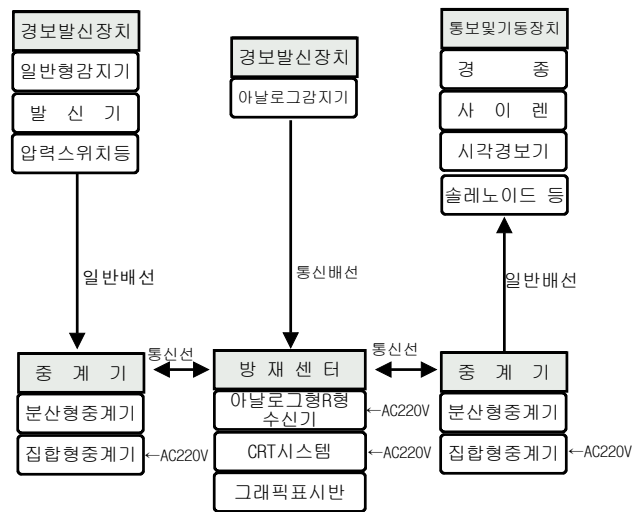 경보발신장치
일반형감지기
발 신 기
압력스위치등
경보발신장치
아날로그감지기
통보및기동장치
경 종
사 이 렌
시각경보기
솔레노이드 등
일반배선
통신배선
일반배선
통신선
통신선
중 계 기
분산형중계기
집합형중계기
←AC220V
방 재 센 터
아날로그형R형
수신기
←AC220V
CRT시스템
←AC220V
그래픽표시반
중 계 기
분산형중계기
집합형중계기
←AC220V